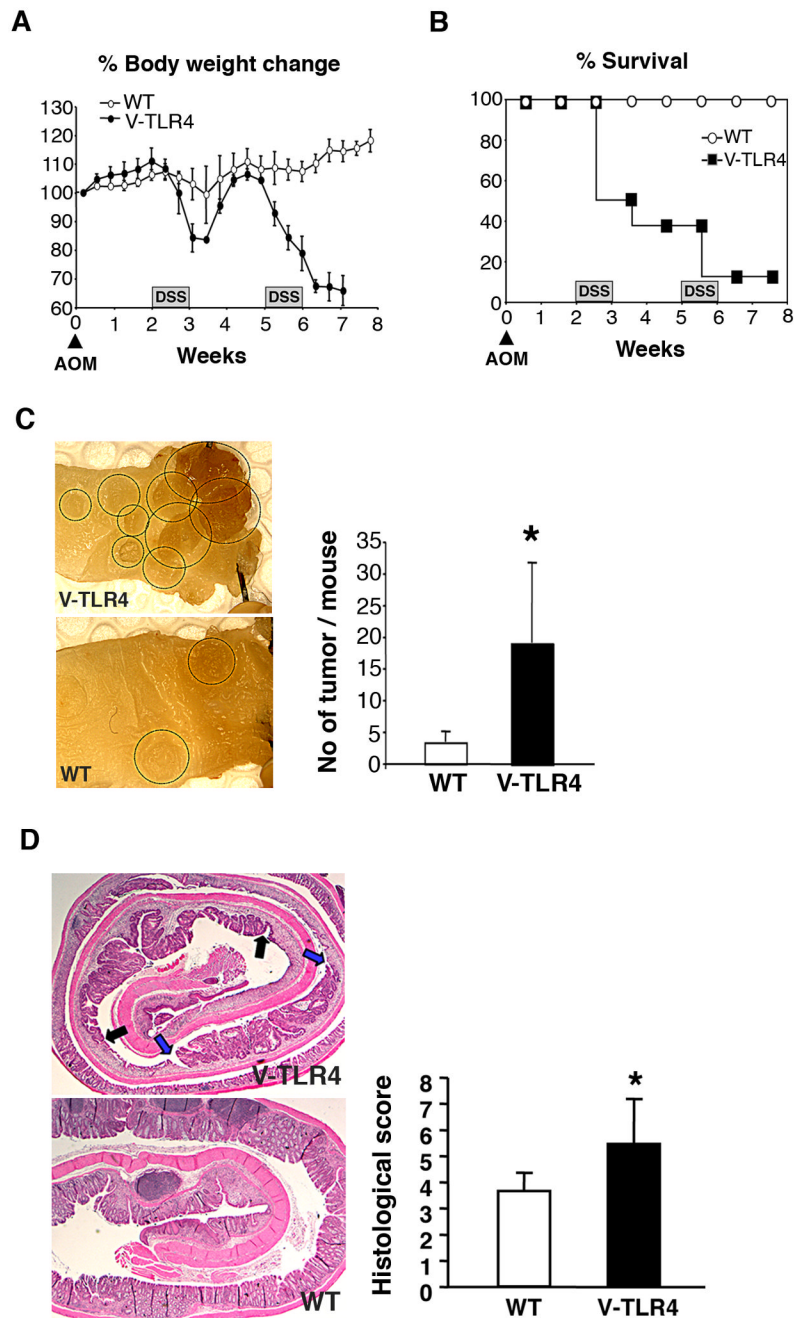 A
% Body weight change
WT
V-TLR4
130
120
110
100
90
80
70
60
DSS
DSS
0 1 2 3 4 5 6 7 8
Weeks
AOM
B
% Survival
WT
V-TLR4
100
80
60
40
20
0
DSS
DSS
1 2 3 4 5 6 7 8
Weeks
AOM
C
V-TLR4
WT
No of tumor / mouse
35
30
25
20
15
10
5
0
*
WT V-TLR4
D
V-TLR4
WT
Histological score
8
7
6
5
4
3
2
1
0
*
WT V-TLR4